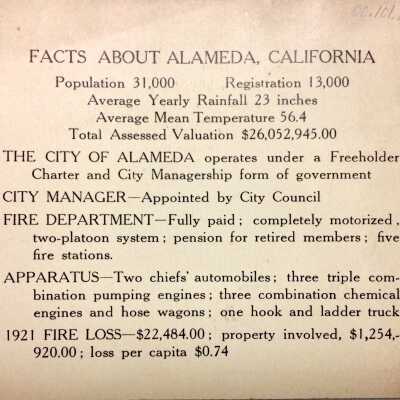 FACTS ABOUT ALAMEDA, CALIFORNIA
Population 31,000 Registration 13,000
Average Yearly Rainfall 23 inches
Average Mean Temperature 56.4
Total Assessed Valuation $26,052,945.00
THE CITY OF ALAMEDA operates under a Freeholder
Charter and City Managership form of government
CITY MANAGER—Appointed by City Council
FIRE DEPARTMENT—Fully paid; completely motorized,
two-platoon system; pension for retired members; five
fire stations.
APPARATUS—Two chiefs' automobiles; three triple com-
bination pumping engines; three combination chemical
engines and hose wagons; one hook and ladder truck
1921 FIRE LOSS—$22,484.00; property involved, $1,254,-
920.00; loss per capita $0.74